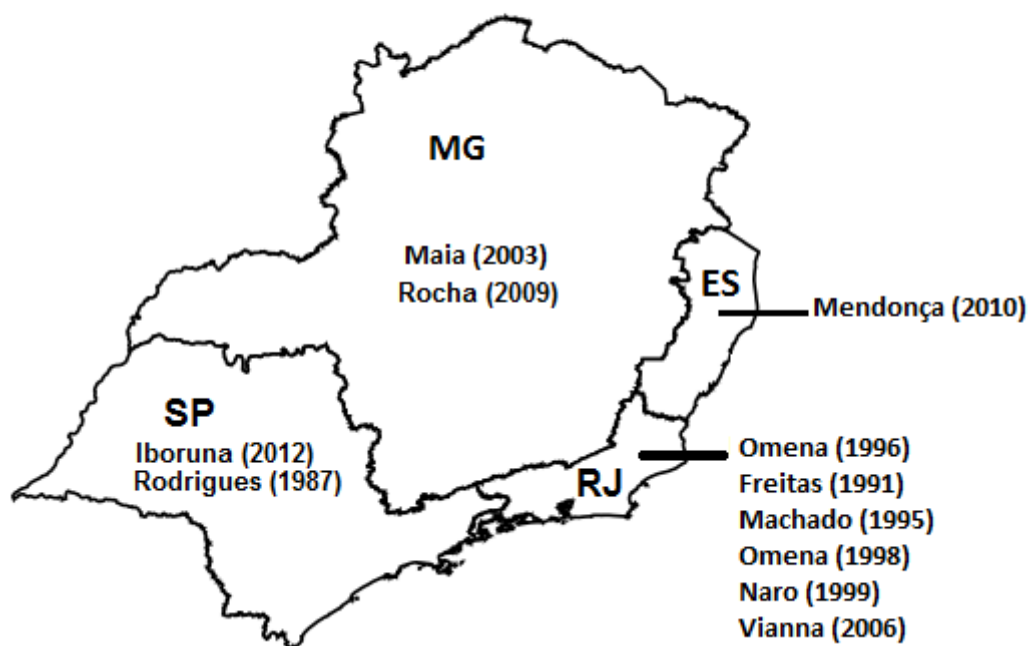 MG
Maia (2003)
Rocha (2009)
ES
Mendonça (2010)
SP
Iboruna (2012)
Rodrigues (1987)
RJ
Omena (1996)
Freitas (1991)
Machado (1995)
Omena (1998)
Naro (1999)
Vianna (2006)